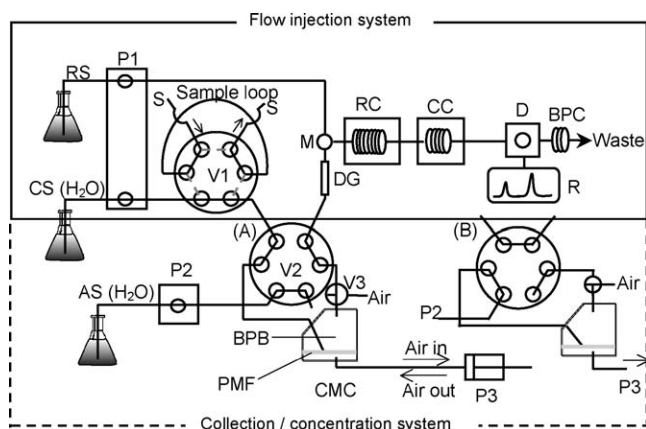 Flow injection system
P1
RS
Sample loop
S
S
V1
CS (H₂O)
M
DG
RC
CC
D
BPC
Waste
R
(A)
(B)
V2
V3
Air
AS (H₂O)
P2
BPB
PMF
CMC
Air in
Air out
P3
P2
Air
P3
Collection / concentration system